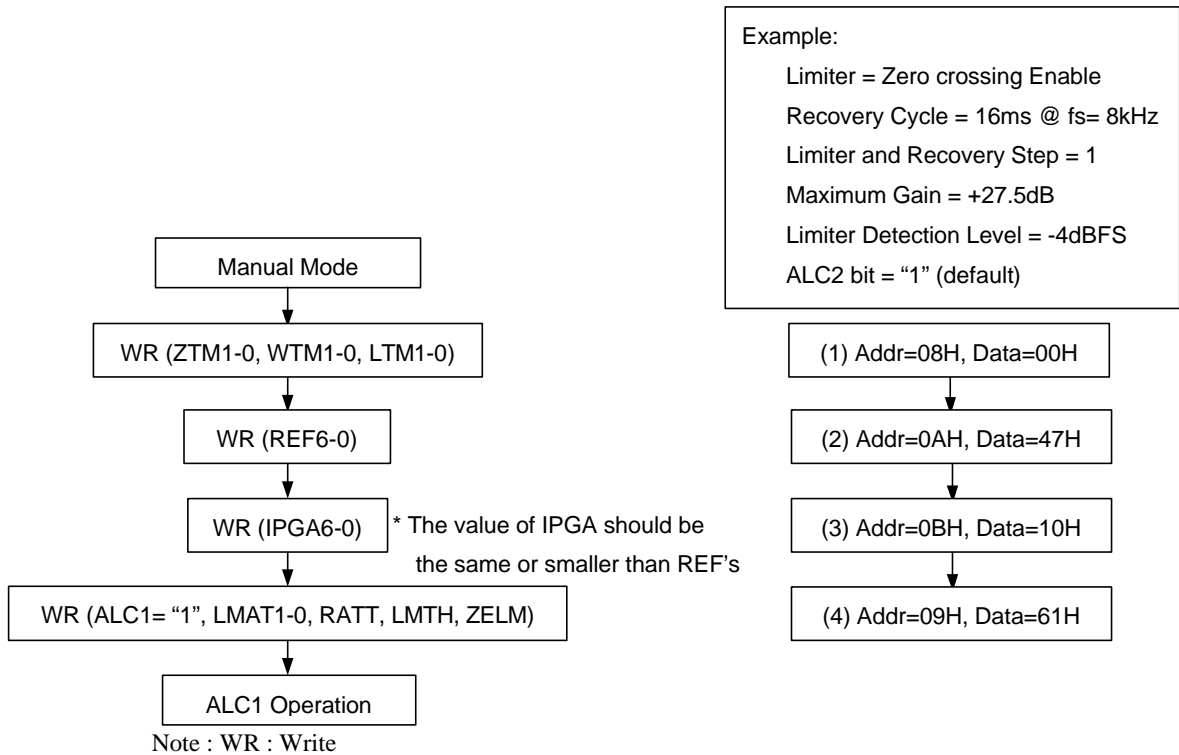 Example:
Limiter = Zero crossing Enable
Recovery Cycle = 16ms @ fs= 8kHz
Limiter and Recovery Step = 1
Maximum Gain = +27.5dB
Limiter Detection Level = -4dBFS
ALC2 bit = “1” (default)
Manual Mode
WR (ZTM1-0, WTM1-0, LTM1-0)
WR (REF6-0)
WR (IPGA6-0)
* The value of IPGA should be
the same or smaller than REF’s
WR (ALC1= “1”, LMAT1-0, RATT, LMTH, ZELM)
ALC1 Operation
Note : WR : Write
(1) Addr=08H, Data=00H
(2) Addr=0AH, Data=47H
(3) Addr=0BH, Data=10H
(4) Addr=09H, Data=61H